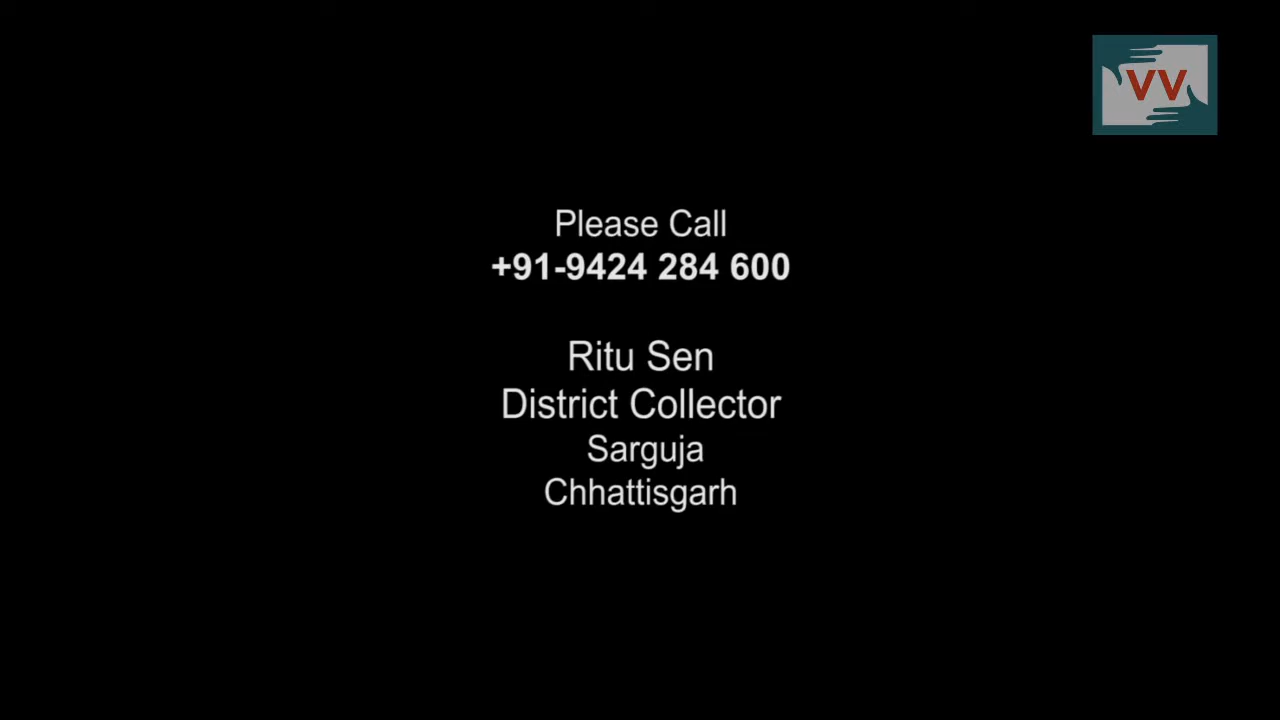 VV
Please Call
+91-9424 284 600
Ritu Sen
District Collector
Sarguja
Chhattisgarh